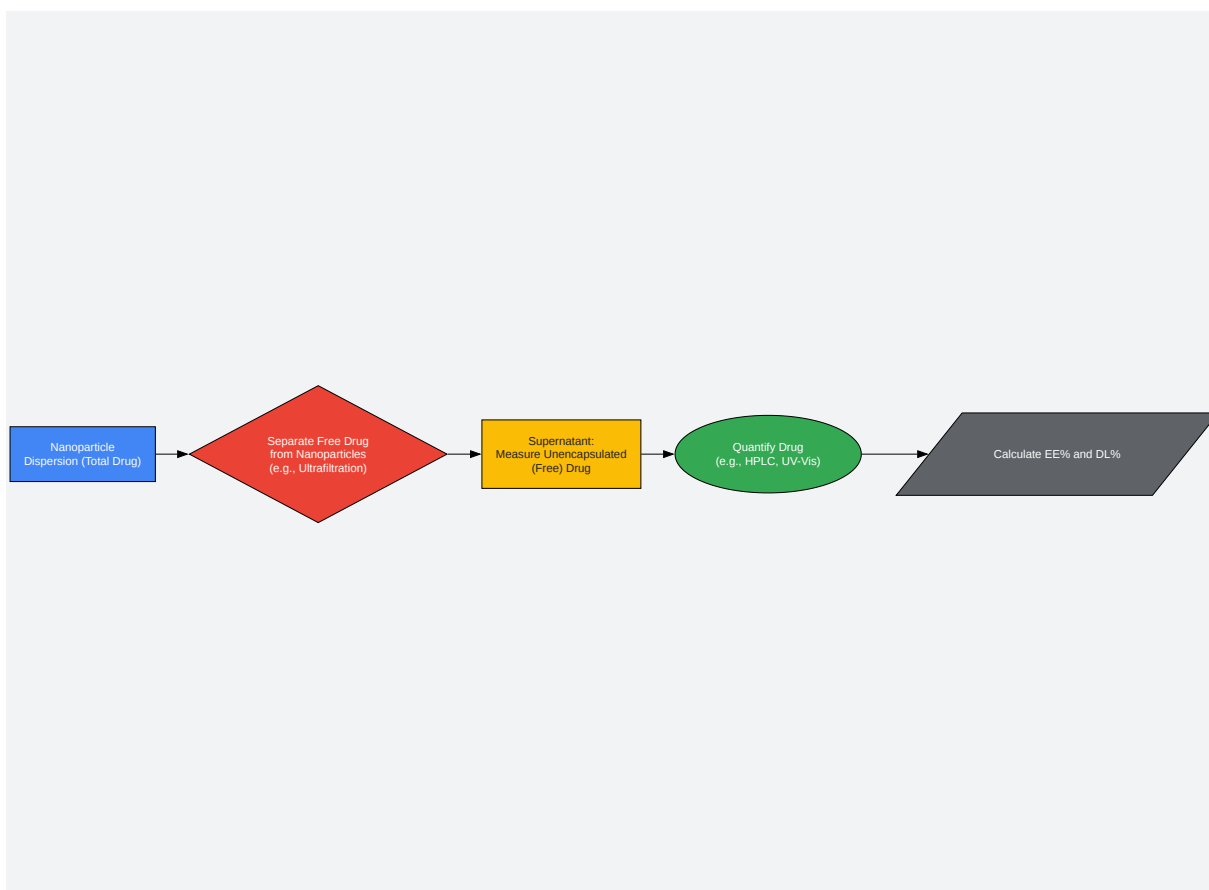 Nanoparticle
Dispersion (Total Drug)
Separate Free Drug
from Nanoparticles
(e.g., Ultrafiltration)
Supernatant:
Measure Unencapsulated
(Free) Drug
Quantify Drug
(e.g., HPLC, UV-Vis)
Calculate EE% and DL%